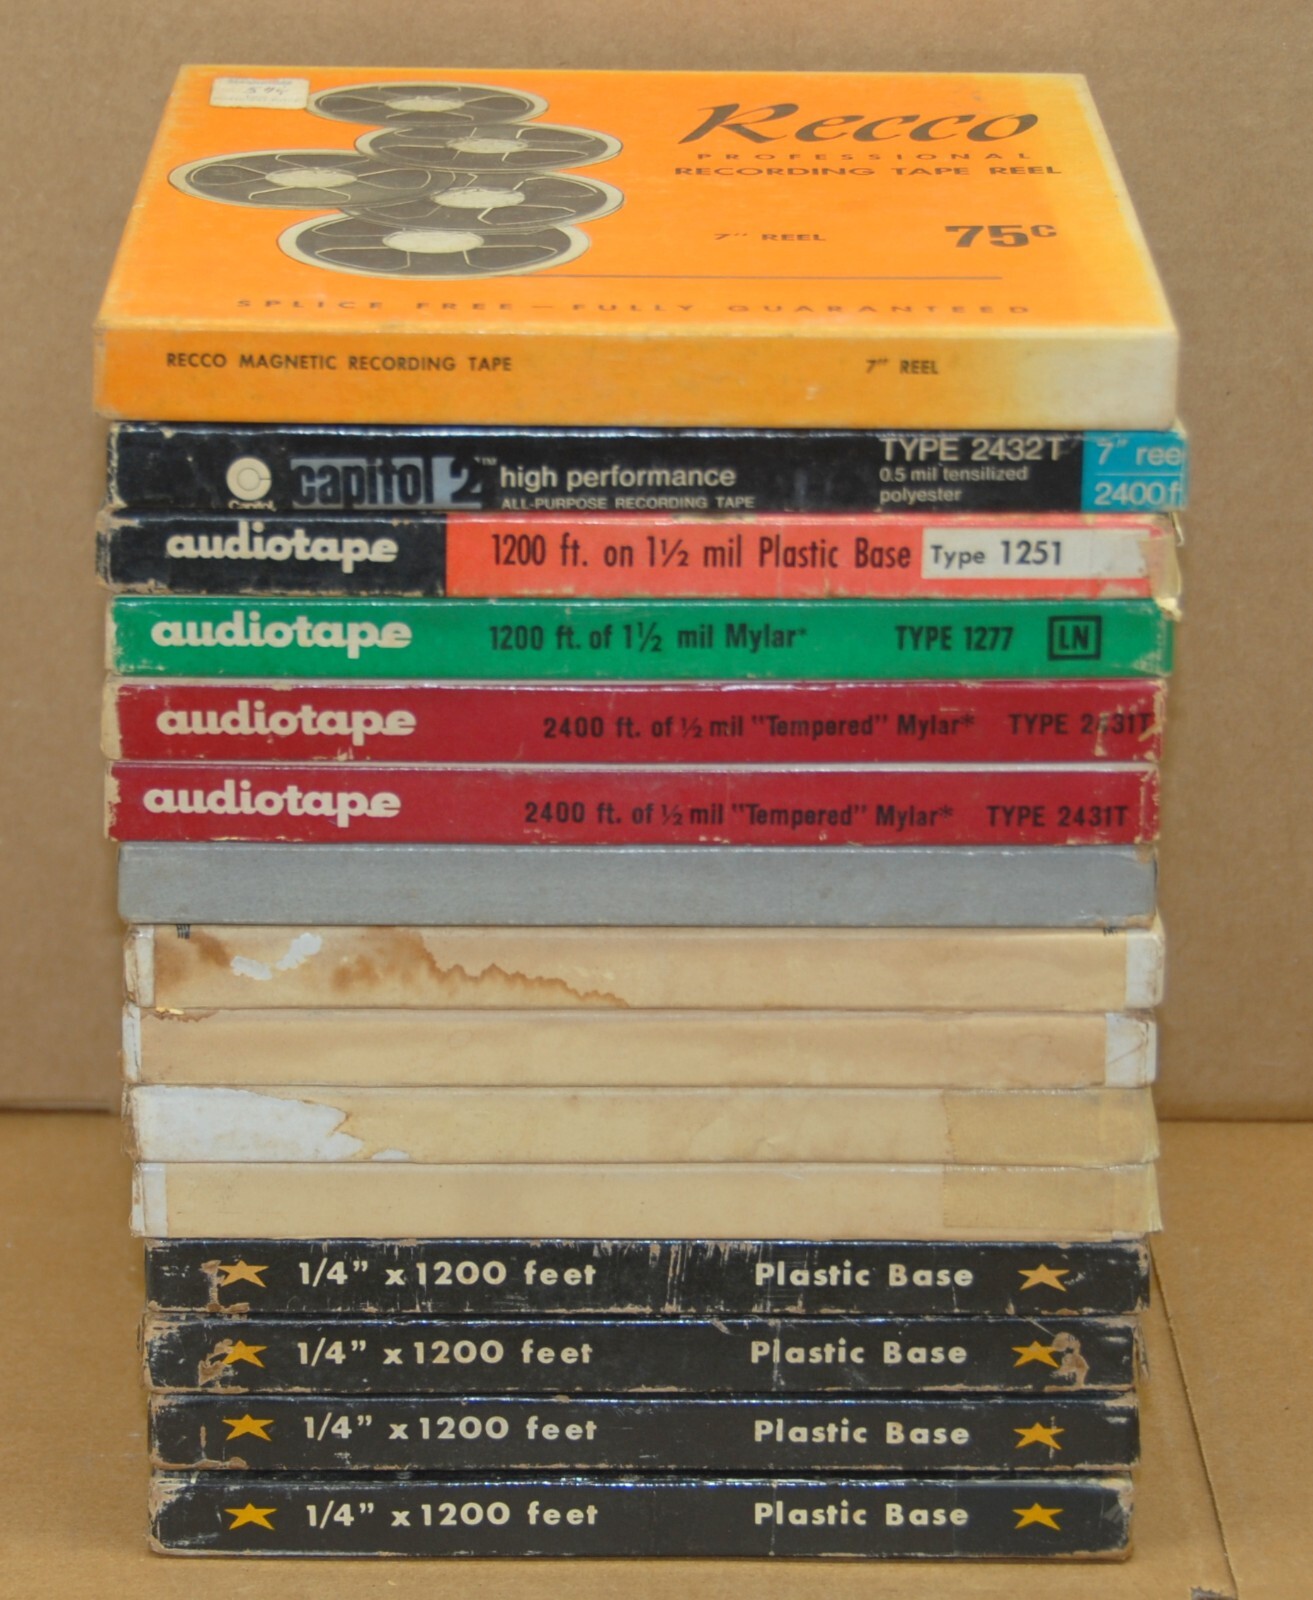 Recco
PROFESSIONAL
RECORDING TAPE REEL
7" REEL 75¢
SPLICE FREE — FULLY GUARANTEED
RECCO MAGNETIC RECORDING TAPE 7" REEL
Capitol capitol 2™ high performance
ALL-PURPOSE RECORDING TAPE
TYPE 2432T
0.5 mil tensilized
polyester
7" ree
2400 f
audiotape 1200 ft. on 1½ mil Plastic Base Type 1251
audiotape 1200 ft. of 1½ mil Mylar* TYPE 1277 LN
audiotape 2400 ft. of ½ mil "Tempered" Mylar* TYPE 2431T
audiotape 2400 ft. of ½ mil "Tempered" Mylar* TYPE 2431T
1/4" x 1200 feet Plastic Base
1/4" x 1200 feet Plastic Base
1/4" x 1200 feet Plastic Base
1/4" x 1200 feet Plastic Base